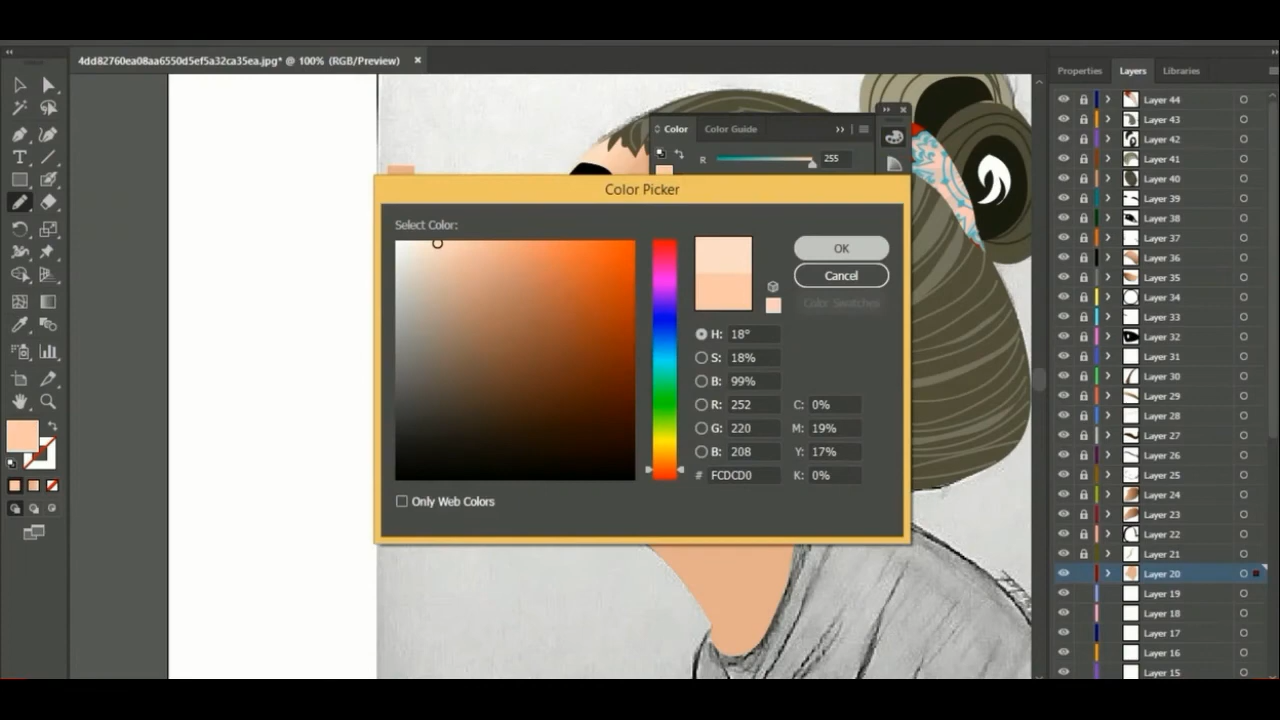 4dd82760ea08aa6550d5ef5a32ca35ea.jpg* @ 100% (RGB/Preview)
Properties
Layers
Libraries
Color
Color Guide
R
255
Color Picker
Select Color:
OK
Cancel
Color Swatches
H: 18°
S: 18%
B: 99%
R: 252
C: 0%
G: 220
M: 19%
B: 208
Y: 17%
# FCDCD0
K: 0%
Only Web Colors
Layer 44
Layer 43
Layer 42
Layer 41
Layer 40
Layer 39
Layer 38
Layer 37
Layer 36
Layer 35
Layer 34
Layer 33
Layer 32
Layer 31
Layer 30
Layer 29
Layer 28
Layer 27
Layer 26
Layer 25
Layer 24
Layer 23
Layer 22
Layer 21
Layer 20
Layer 19
Layer 18
Layer 17
Layer 16
Layer 15